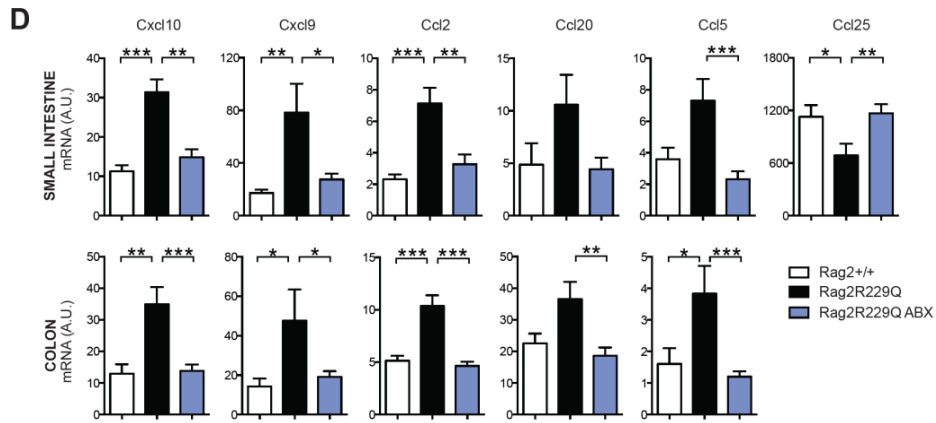 D
Cxcl10 Cxcl9 Ccl2 Ccl20 Ccl5 Ccl25
SMALL INTESTINE
mRNA (A.U.)
*** ** ** * *** ** *** * **
40 30 20 10 0
120 80 40 0
10 8 6 4 2 0
15 10 5 0
10 8 6 4 2 0
1800 1200 600 0
COLON
mRNA (A.U.)
** *** * * *** *** ** * ***
50 40 30 20 10 0
80 60 40 20 0
15 10 5 0
50 40 30 20 10 0
5 4 3 2 1 0
Rag2+/+
Rag2R229Q
Rag2R229Q ABX